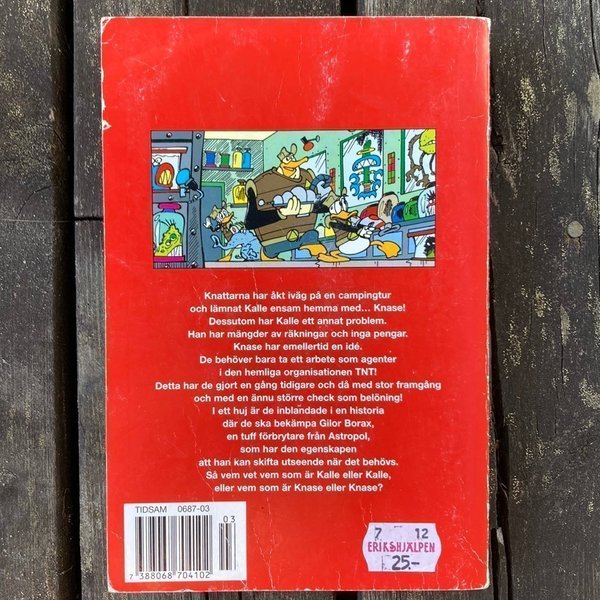 Knattarna har åkt iväg på en campingtur
och lämnat Kalle ensam hemma med... Knase!
Dessutom har Kalle ett annat problem.
Han har mängder av räkningar och inga pengar.
Knase har emellertid en idé.
De behöver bara ta ett arbete som agenter
i den hemliga organisationen TNT!
Detta har de gjort en gång tidigare och då med stor framgång
och med en ännu större check som belöning!
I ett huj är de inblandade i en historia
där de ska bekämpa Gilor Borax,
en tuff förbrytare från Astropol,
som har den egenskapen
att han kan skifta utseende när det behövs.
Så vem vet vem som är Kalle eller Kalle,
eller vem som är Knase eller Knase?
TIDSAM 0687-03
03
7 388068 704102
7 12
ERIKSHJÄLPEN
25.-